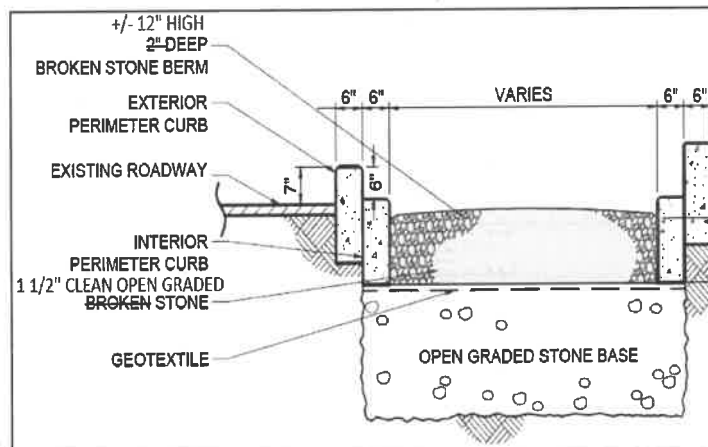 +/- 12" HIGH
2" DEEP
BROKEN STONE BERM
6" 6" VARIES 6" 6"
EXTERIOR
PERIMETER CURB
EXISTING ROADWAY
7"
6"
INTERIOR
PERIMETER CURB
1 1/2" CLEAN OPEN GRADED
BROKEN STONE
GEOTEXTILE
OPEN GRADED STONE BASE